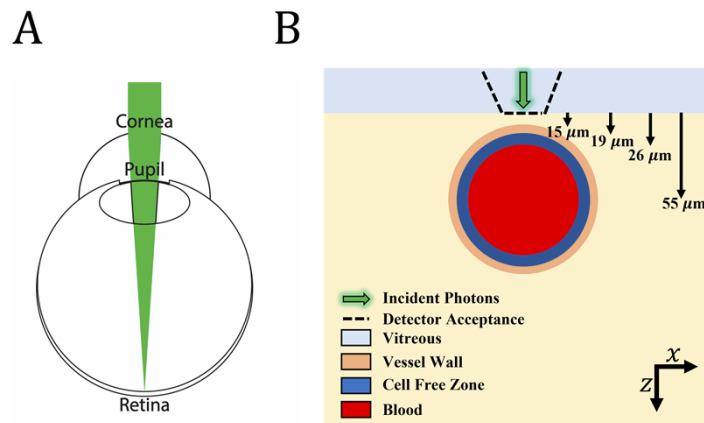 A
B
Cornea
Pupil
Retina
15 μm
19 μm
26 μm
55 μm
Incident Photons
Detector Acceptance
Vitreous
Vessel Wall
Cell Free Zone
Blood
x
z